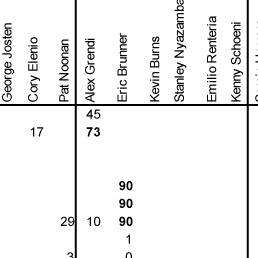 George Josten
Cory Elenio
Pat Noonan
Alex Grendi
Eric Brunner
Kevin Burns
Stanley Nyazamba
Emilio Renteria
Kenny Schoeni
45
17 73
90
90
29 10 90
1
3 0